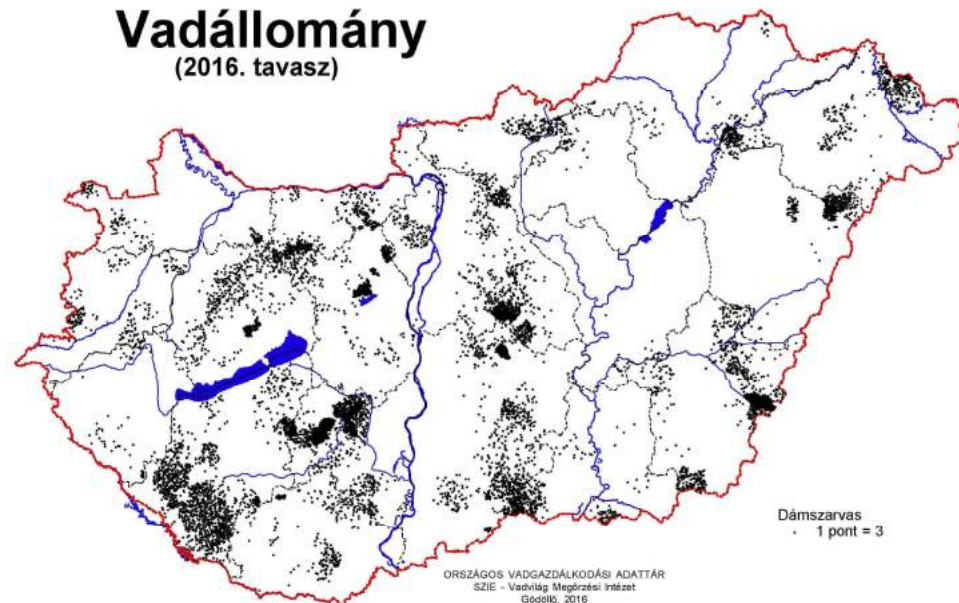 Vadállomány
(2016. tavasz)
Dámszarvas
1 pont = 3
ORSZÁGOS VADGAZDÁLKODÁSI ADATTÁR
SZIE - Vadvilág Megőrzési Intézet
Gödöllő, 2016